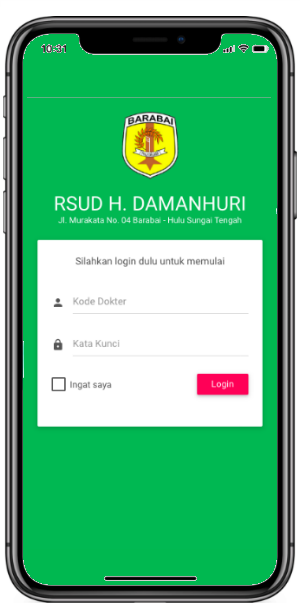 10:31
BARABAI
RSUD H. DAMANHURI
Jl. Murakata No. 04 Barabai - Hulu Sungai Tengah
Silahkan login dulu untuk memulai
Kode Dokter
Kata Kunci
Ingat saya
Login